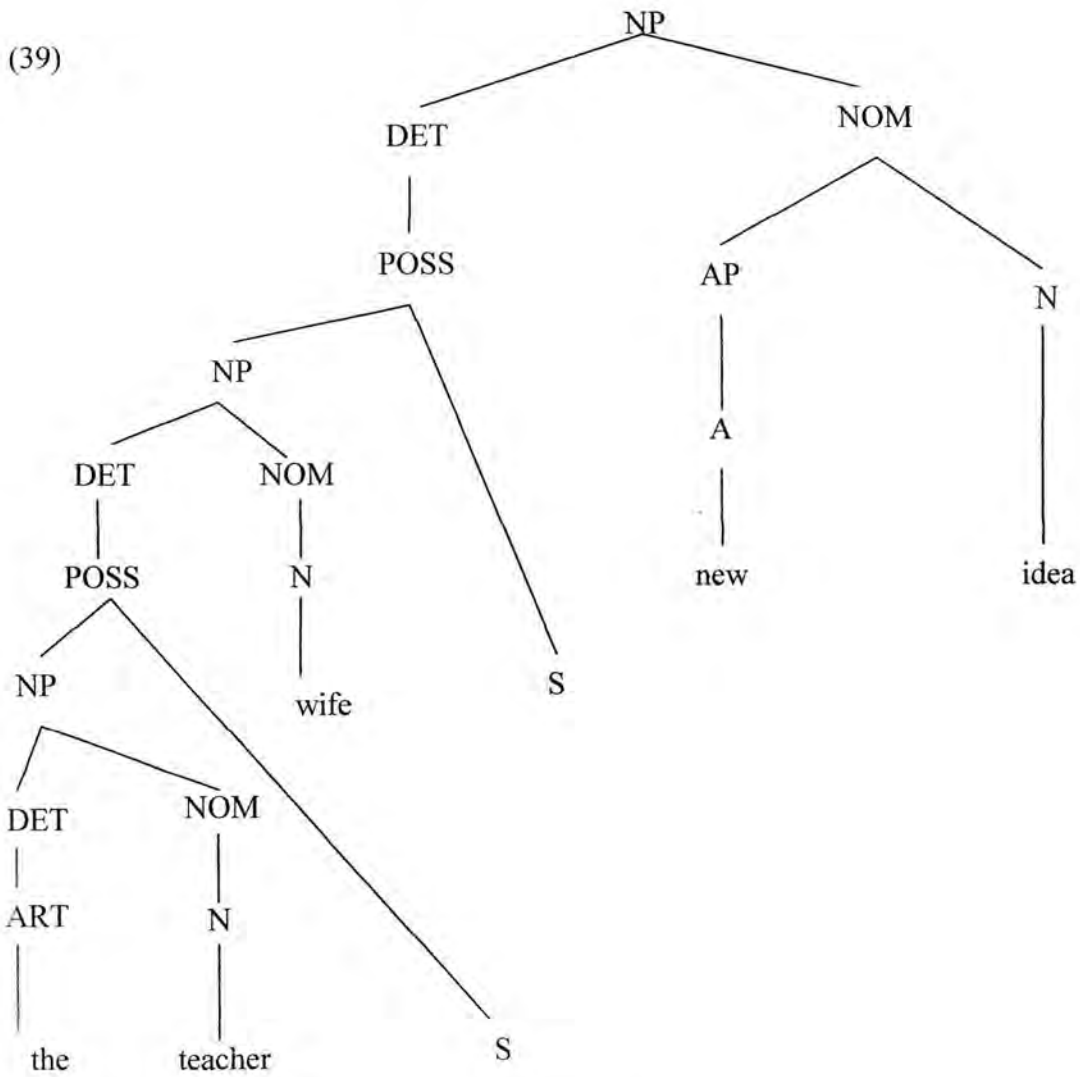 NP
(39)
DET NOM
POSS AP N
NP
A
DET NOM
POSS N new idea
NP wife S
DET NOM
ART N
the teacher S